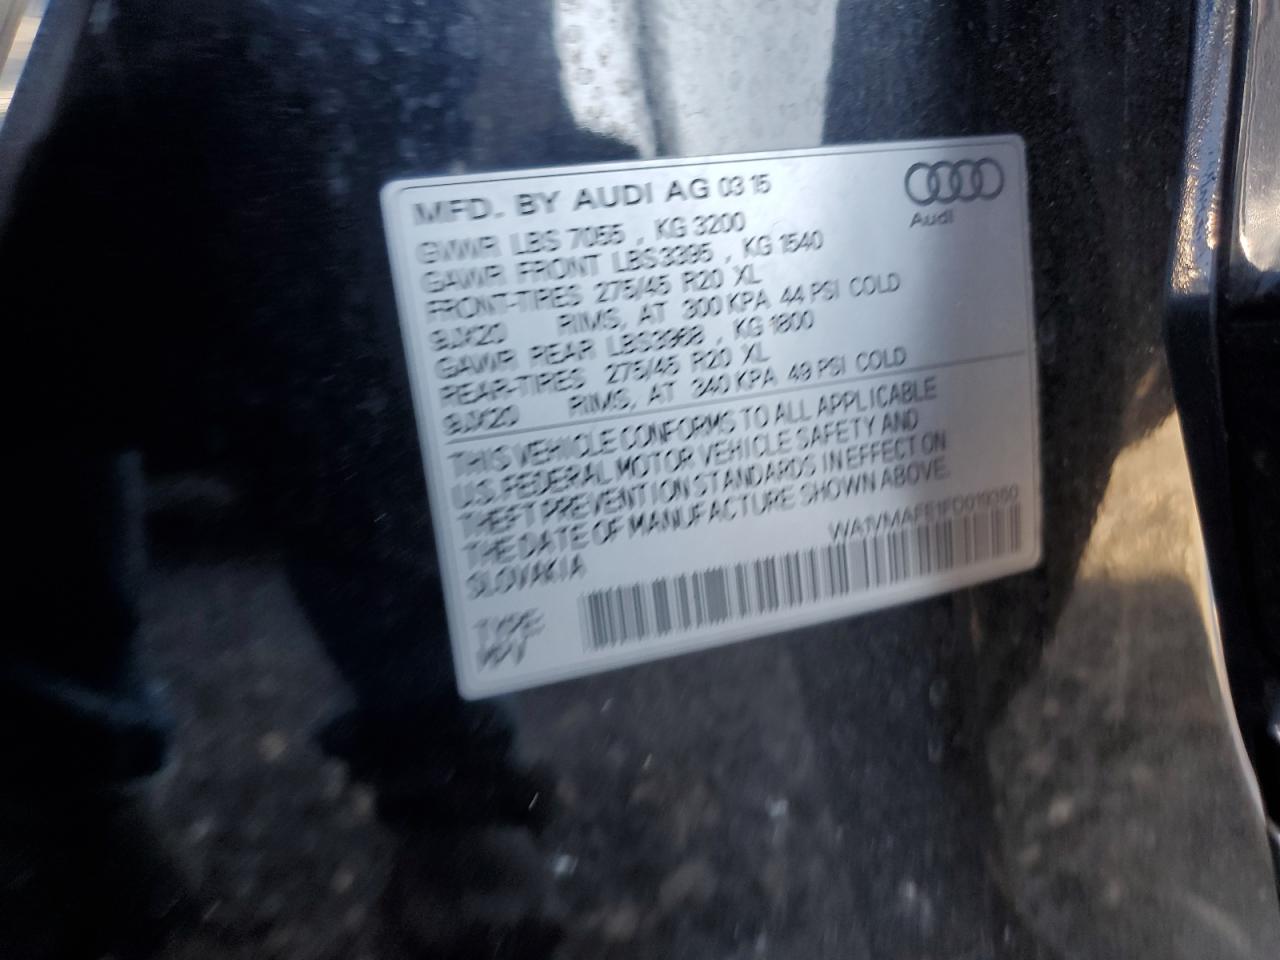 MFD. BY AUDI AG 03 15
Audi
GVWR LBS 7055 , KG 3200
GAWR FRONT LBS3395 , KG 1540
FRONT-TIRES 275/45 R20 XL
9JX20 RIMS, AT 300 KPA 44 PSI COLD
GAWR REAR LBS3968 , KG 1800
REAR-TIRES 275/45 R20 XL
9JX20 RIMS, AT 340 KPA 49 PSI COLD
THIS VEHICLE CONFORMS TO ALL APPLICABLE
U.S. FEDERAL MOTOR VEHICLE SAFETY AND
THEFT PREVENTION STANDARDS IN EFFECT ON
THE DATE OF MANUFACTURE SHOWN ABOVE.
SLOVAKIA
TYPE:
MPV